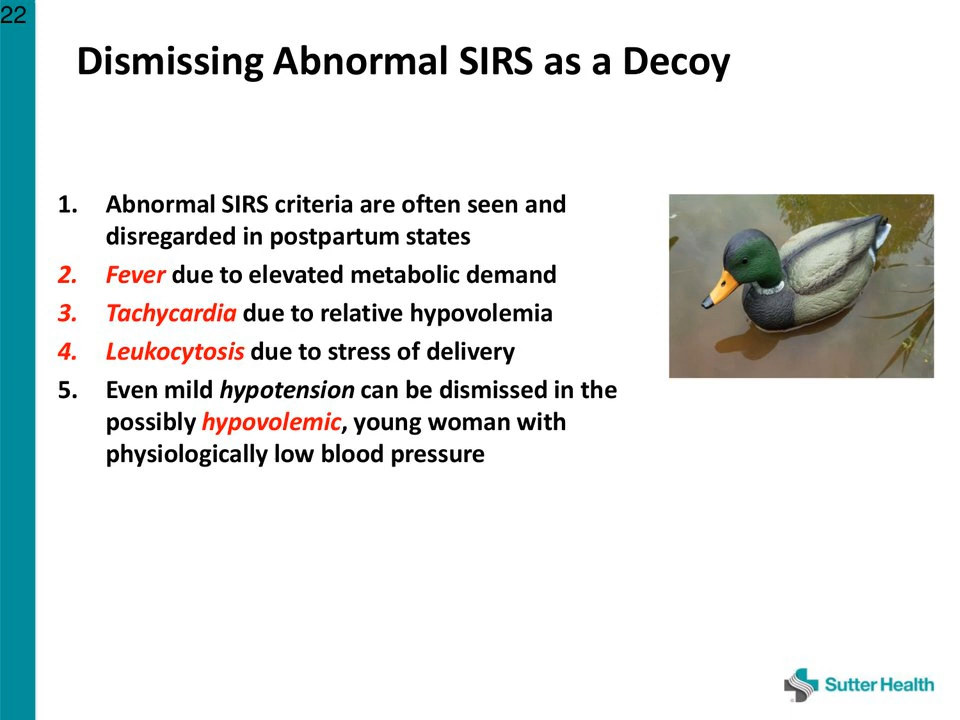 22
Dismissing Abnormal SIRS as a Decoy
1. Abnormal SIRS criteria are often seen and
disregarded in postpartum states
2. Fever due to elevated metabolic demand
3. Tachycardia due to relative hypovolemia
4. Leukocytosis due to stress of delivery
5. Even mild hypotension can be dismissed in the
possibly hypovolemic, young woman with
physiologically low blood pressure
Sutter Health